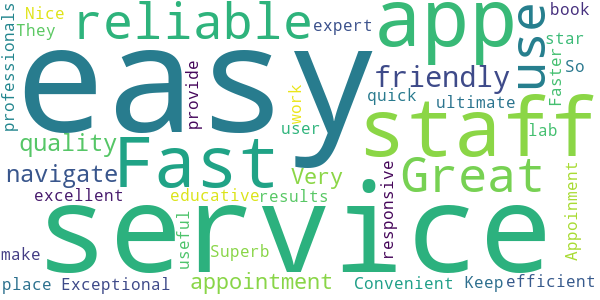 Nice
They
professionals
reliable
expert
app
use
book
star
So
Faster
easy
provide
work
friendly
quick
ultimate
user
staff
lab
quality
navigate
Fast
Very
Great
excellent
educative
results
responsive
Appoinment
service
useful
Superb
make
place
Exceptional
appointment
Convenient
Keep
efficient